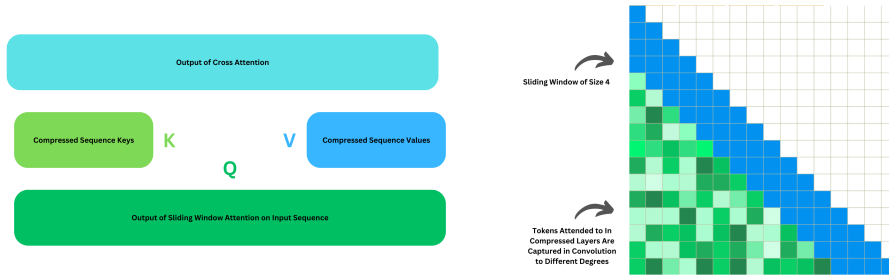 Output of Cross Attention
Compressed Sequence Keys
K
V
Compressed Sequence Values
Q
Output of Sliding Window Attention on Input Sequence
Sliding Window of Size 4
Tokens Attended to In
Compressed Layers Are
Captured in Convolution
to Different Degrees